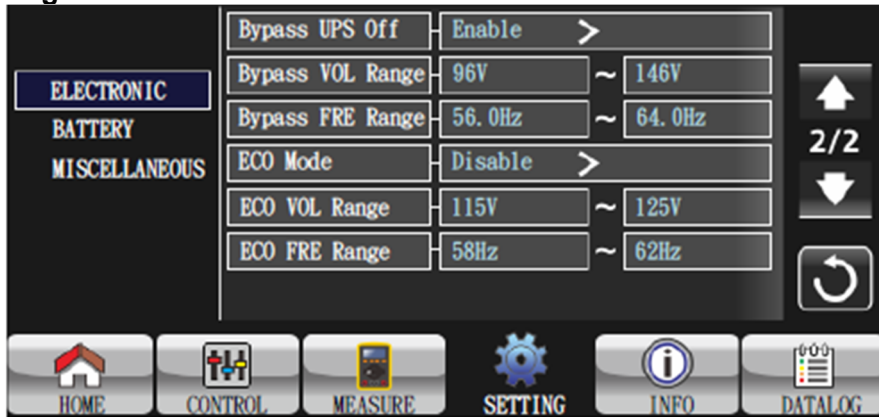 Bypass UPS Off Enable >
Bypass VOL Range 96V ~ 146V
Bypass FRE Range 56.0Hz ~ 64.0Hz
ECO Mode Disable >
ECO VOL Range 115V ~ 125V
ECO FRE Range 58Hz ~ 62Hz
ELECTRONIC
BATTERY
MISCELLANEOUS
2/2
HOME CONTROL MEASURE SETTING INFO DATALOG